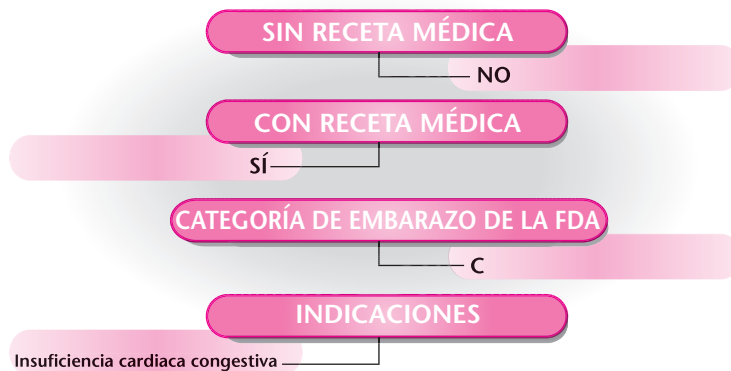 SIN RECETA MÉDICA
NO
CON RECETA MÉDICA
SÍ
CATEGORÍA DE EMBARAZO DE LA FDA
C
INDICACIONES
Insuficiencia cardiaca congestiva